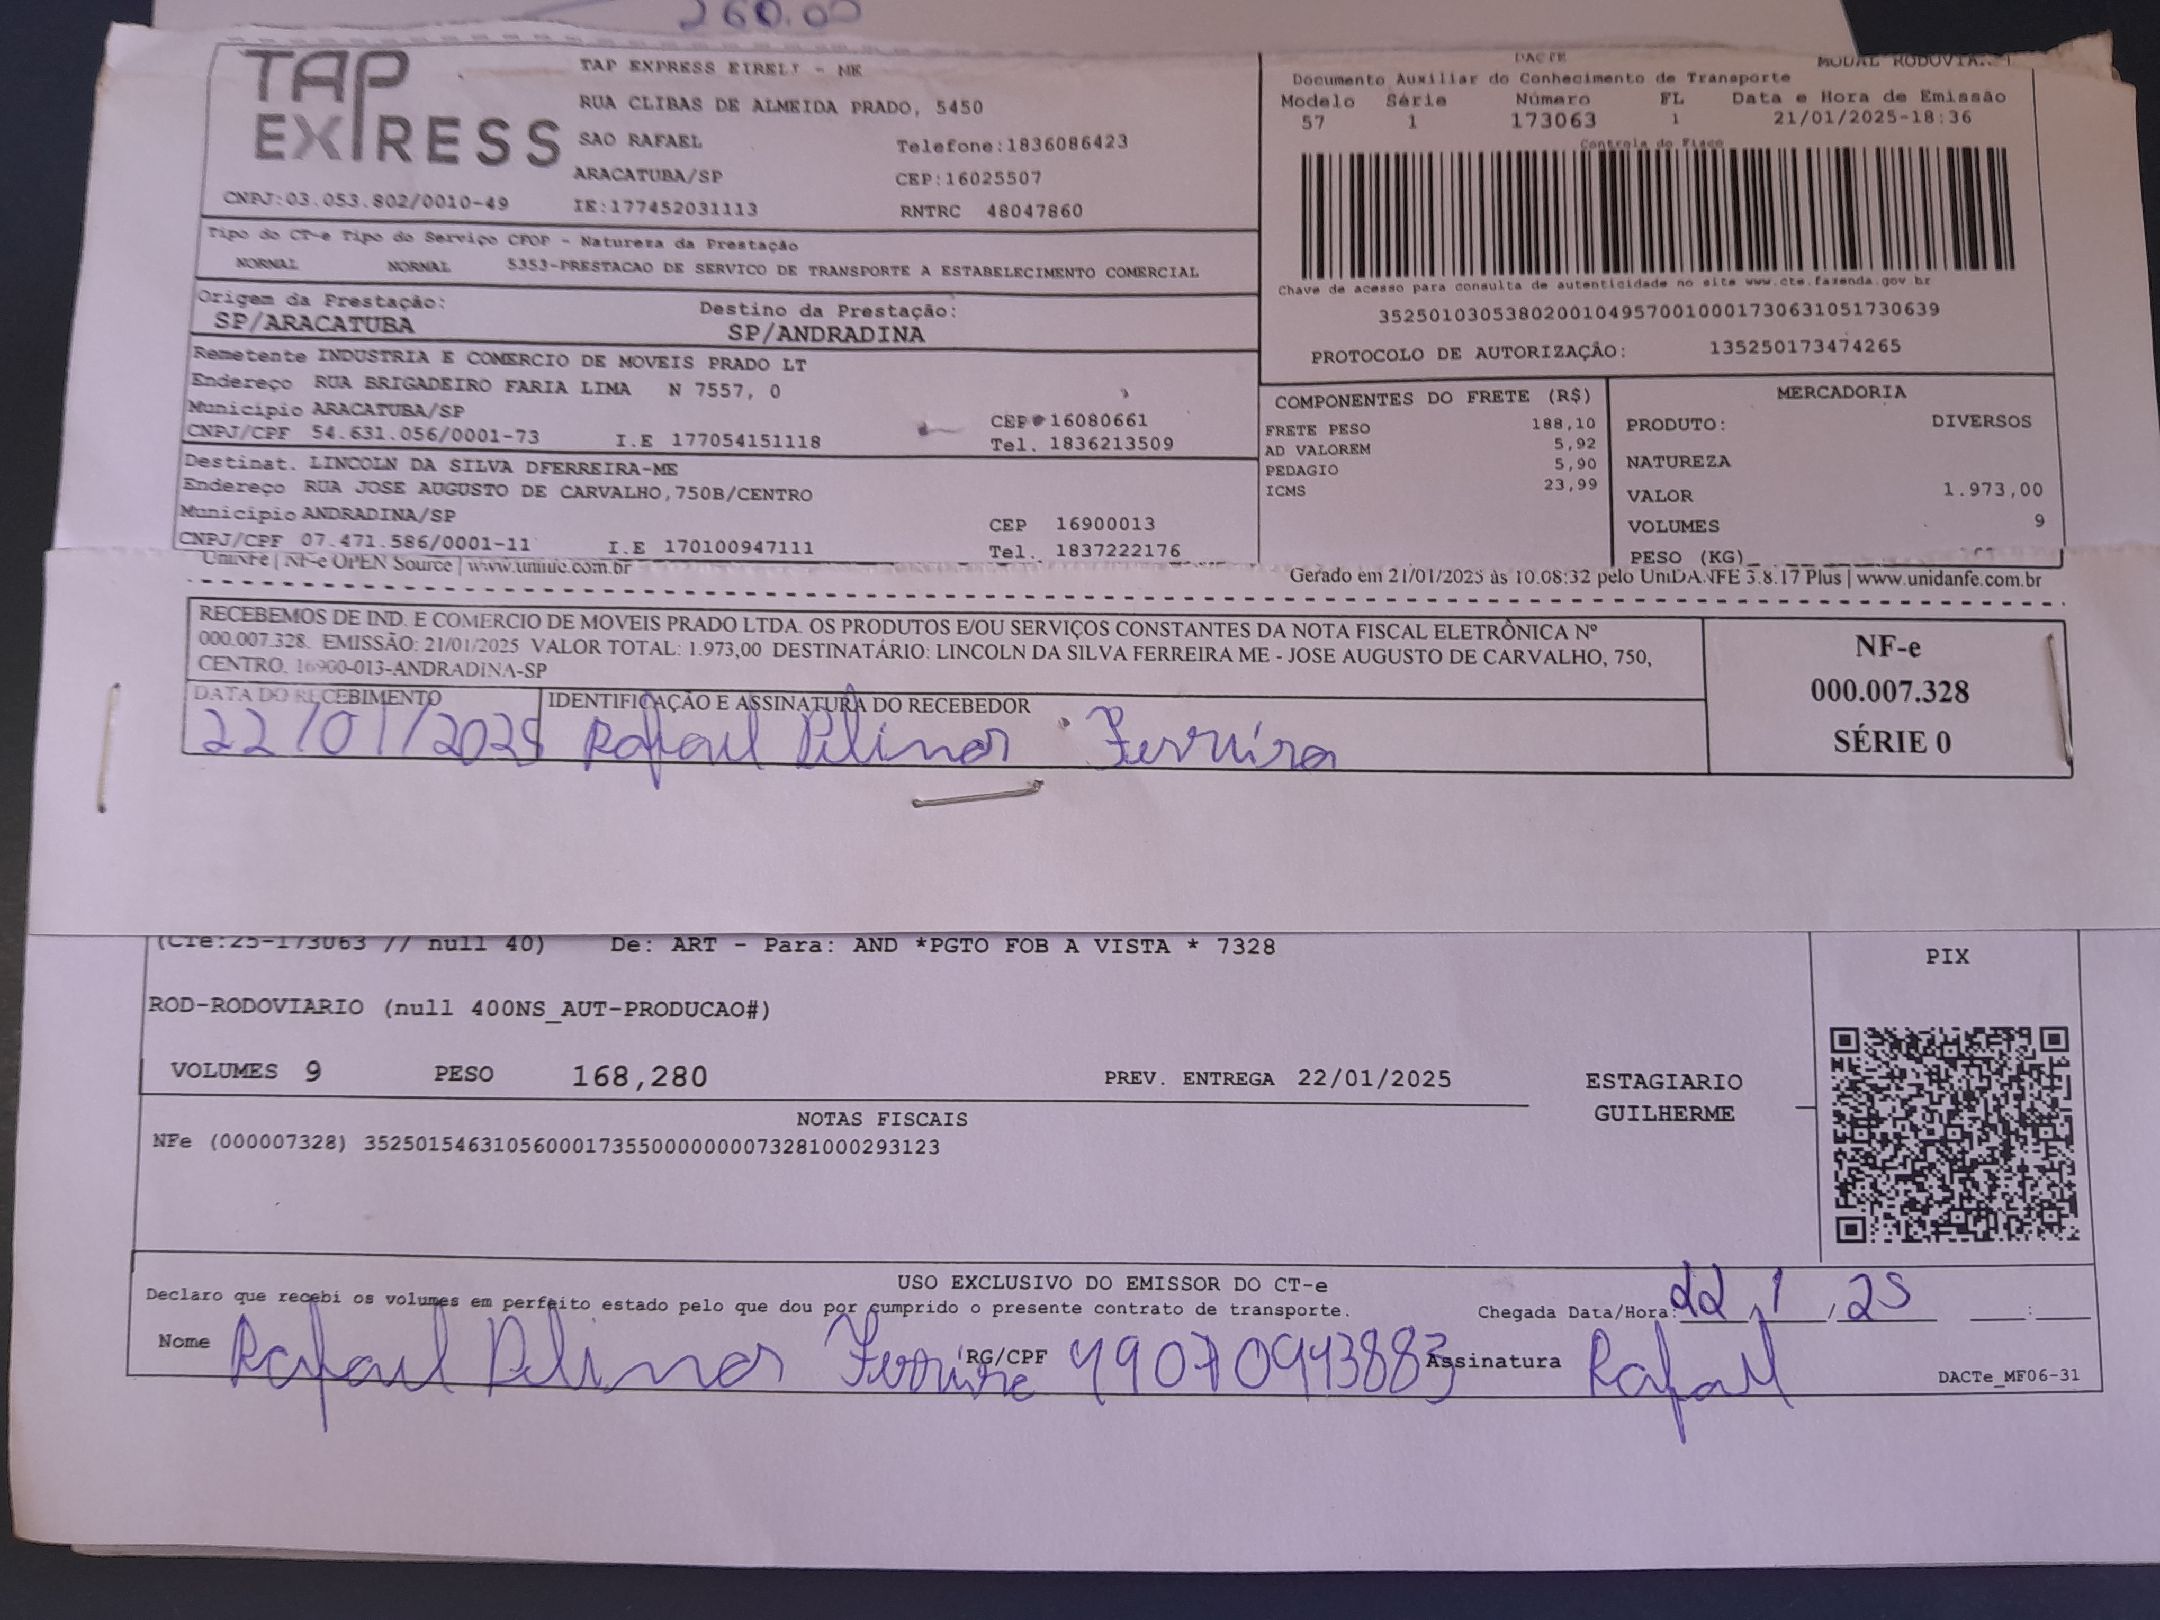 260.00
TAP EXPRESS
TAP EXPRESS EIRELI - ME
RUA CLIBAS DE ALMEIDA PRADO, 5450
SAO RAFAEL Telefone:1836086423
ARACATUBA/SP CEP:16025507
CNPJ:03.053.802/0010-49 IE:177452031113 RNTRC 48047860
DACTE MODAL
Documento Auxiliar do Conhecimento de Transporte
Modelo Série Número FL Data e Hora de Emissão
57 1 173063 1 21/01/2025-18:36
Controle do Fisco
Chave de acesso para consulta de autenticidade no site www.cte.fazenda.gov.br
35250103053802001049570010001730631051730639
PROTOCOLO DE AUTORIZAÇÃO: 135250173474265
Tipo do CT-e Tipo do Serviço CFOP - Natureza da Prestação
NORMAL NORMAL 5353-PRESTACAO DE SERVICO DE TRANSPORTE A ESTABELECIMENTO COMERCIAL
Origem da Prestação: Destino da Prestação:
SP/ARACATUBA SP/ANDRADINA
Remetente INDUSTRIA E COMERCIO DE MOVEIS PRADO LT
Endereço RUA BRIGADEIRO FARIA LIMA N 7557, 0
Município ARACATUBA/SP CEP 16080661
CNPJ/CPF 54.631.056/0001-73 I.E 177054151118 Tel. 1836213509
Destinat. LINCOLN DA SILVA DFERREIRA-ME
Endereço RUA JOSE AUGUSTO DE CARVALHO,750B/CENTRO
Município ANDRADINA/SP CEP 16900013
CNPJ/CPF 07.471.586/0001-11 I.E 170100947111 Tel. 1837222176
COMPONENTES DO FRETE (R$)
FRETE PESO 188,10
AD VALOREM 5,92
PEDAGIO 5,90
ICMS 23,99
MERCADORIA
PRODUTO: DIVERSOS
NATUREZA
VALOR 1.973,00
VOLUMES 9
PESO (KG)
UniNFe | NF-e OPEN Source | www.uninfe.com.br
Gerado em 21/01/2025 às 10:08:32 pelo UniDANFE 3.8.17 Plus | www.unidanfe.com.br
RECEBEMOS DE IND. E COMERCIO DE MOVEIS PRADO LTDA. OS PRODUTOS E/OU SERVIÇOS CONSTANTES DA NOTA FISCAL ELETRÔNICA Nº
000.007.328. EMISSÃO: 21/01/2025 VALOR TOTAL: 1.973,00 DESTINATÁRIO: LINCOLN DA SILVA FERREIRA ME - JOSE AUGUSTO DE CARVALHO, 750,
CENTRO. 16900-013-ANDRADINA-SP
DATA DO RECEBIMENTO IDENTIFICAÇÃO E ASSINATURA DO RECEBEDOR
22/01/2025 Rafael Ferreira
NF-e
000.007.328
SÉRIE 0
(CTe:25-173063 // null 40) De: ART - Para: AND *PGTO FOB A VISTA * 7328
ROD-RODOVIARIO (null 400NS_AUT-PRODUCAO#)
VOLUMES 9 PESO 168,280 PREV. ENTREGA 22/01/2025
ESTAGIARIO
GUILHERME
PIX
NOTAS FISCAIS
NFe (000007328) 35250154631056000173550000000073281000293123
USO EXCLUSIVO DO EMISSOR DO CT-e
Declaro que recebi os volumes em perfeito estado pelo que dou por cumprido o presente contrato de transporte. Chegada Data/Hora: 22/1/25 :
Nome Rafael Ferreira RG/CPF 49070943883 Assinatura Rafael
DACTe_MF06-31